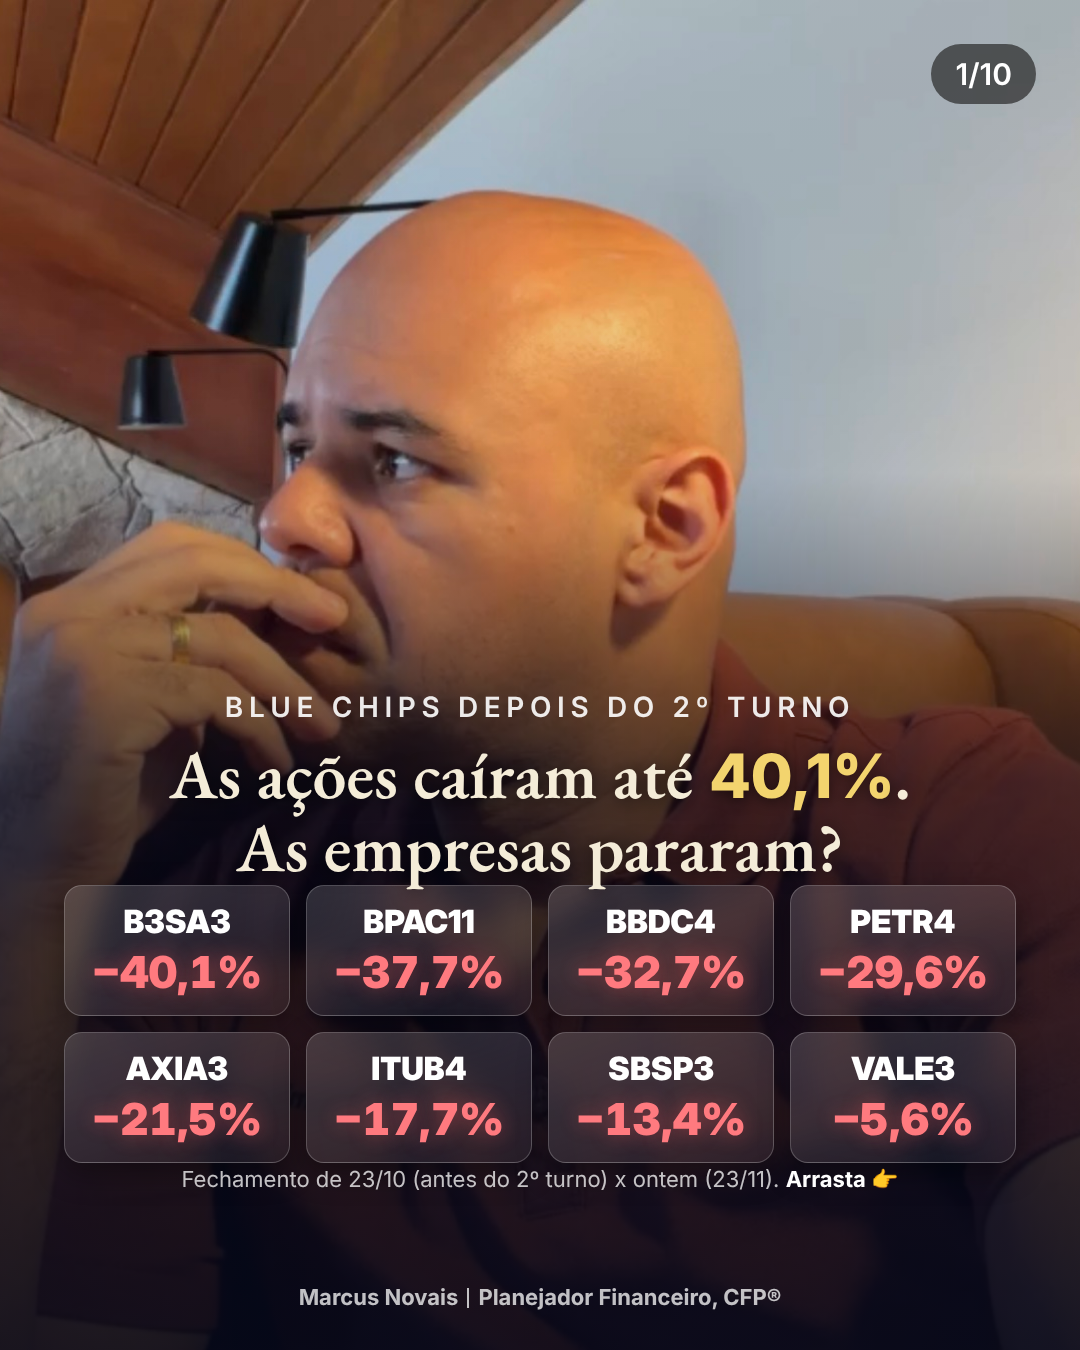 1/10
BLUE CHIPS DEPOIS DO 2º TURNO
As ações caíram até 40,1%.
As empresas pararam?
B3SA3 BPAC11 BBDC4 PETR4
−40,1% −37,7% −32,7% −29,6%
AXIA3 ITUB4 SBSP3 VALE3
−21,5% −17,7% −13,4% −5,6%
Fechamento de 23/10 (antes do 2º turno) x ontem (23/11). Arrasta 👉
Marcus Novais | Planejador Financeiro, CFP®